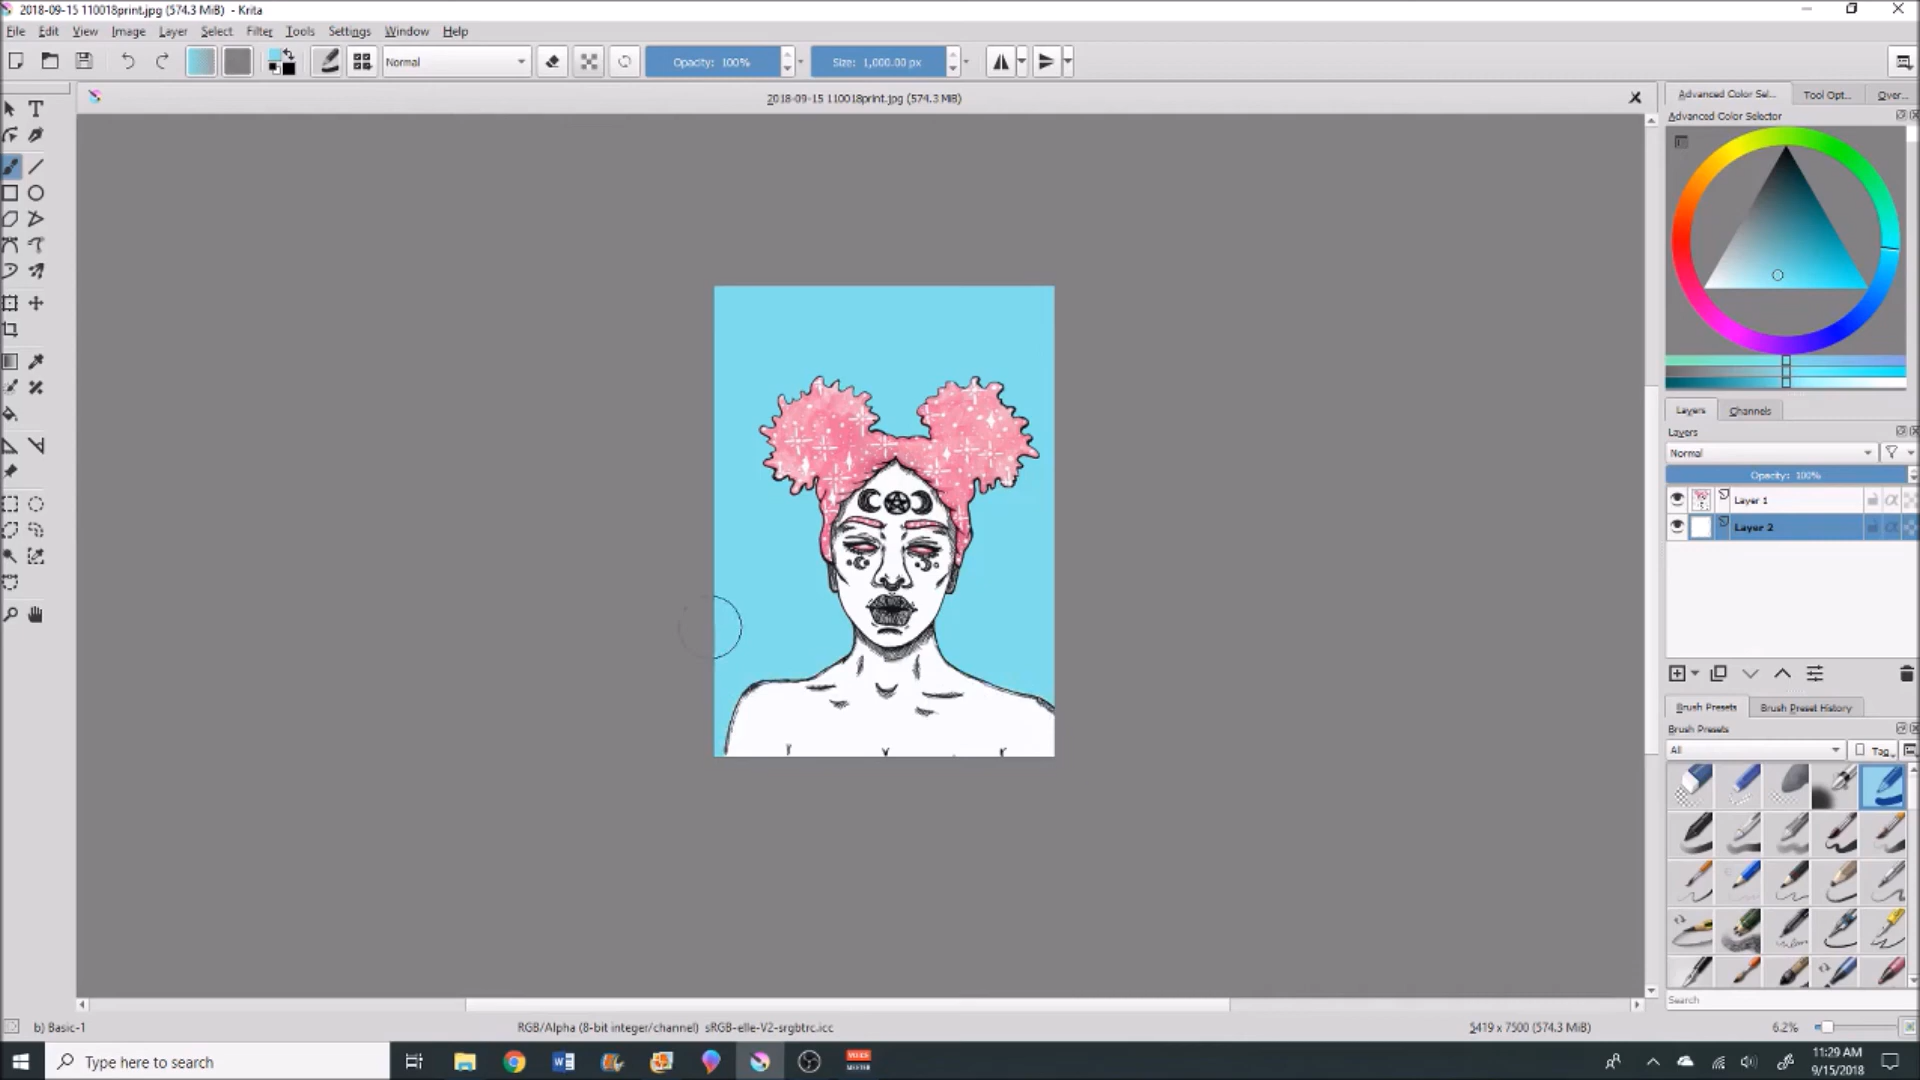 2018-09-15 110018print.jpg (574.3 MiB) - Krita
File Edit View Image Layer Select Filter Tools Settings Window Help
Normal
Opacity: 100%
Size: 1,000.00 px
2018-09-15 110018print.jpg (574.3 MiB)
Advanced Color Sel... Tool Opt... Over...
Advanced Color Selector
Layers Channels
Layers
Normal
Opacity: 100%
Layer 1
Layer 2
Brush Presets Brush Preset History
Brush Presets
All Tag
Search
b) Basic-1
RGB/Alpha (8-bit integer/channel) sRGB-elle-V2-srgbtrc.icc
5419 x 7500 (574.3 MiB)
6.2%
Type here to search
11:29 AM
9/15/2018